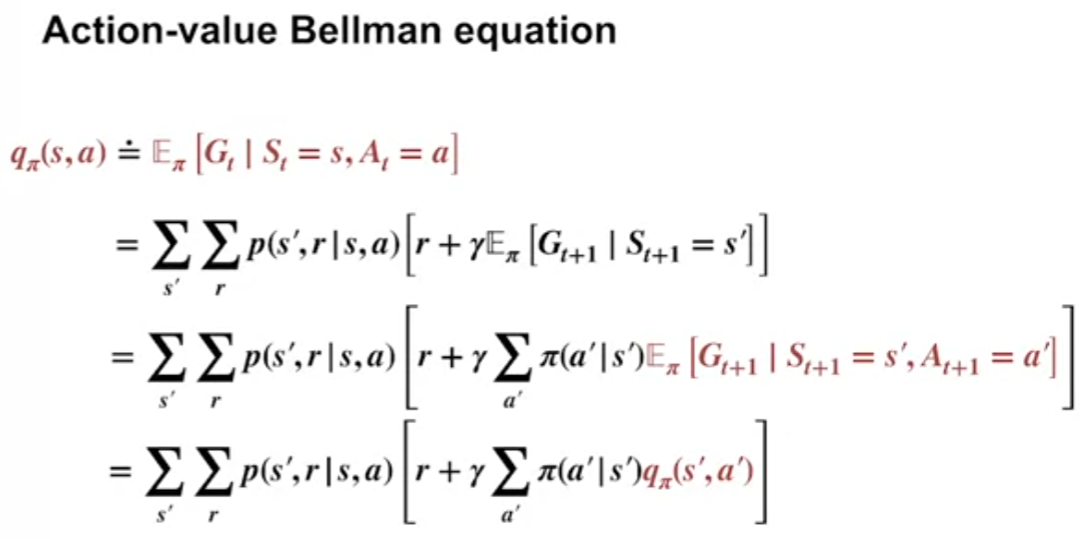 Action-value Bellman equation
qπ(s,a) ≐ 𝔼π [Gt | St = s, At = a]
= ∑s′ ∑r p(s′, r | s, a) [r + γ𝔼π [Gt+1 | St+1 = s′]]
= ∑s′ ∑r p(s′, r | s, a) [r + γ ∑a′ π(a′ | s′)𝔼π [Gt+1 | St+1 = s′, At+1 = a′]]
= ∑s′ ∑r p(s′, r | s, a) [r + γ ∑a′ π(a′ | s′)qπ(s′, a′)]